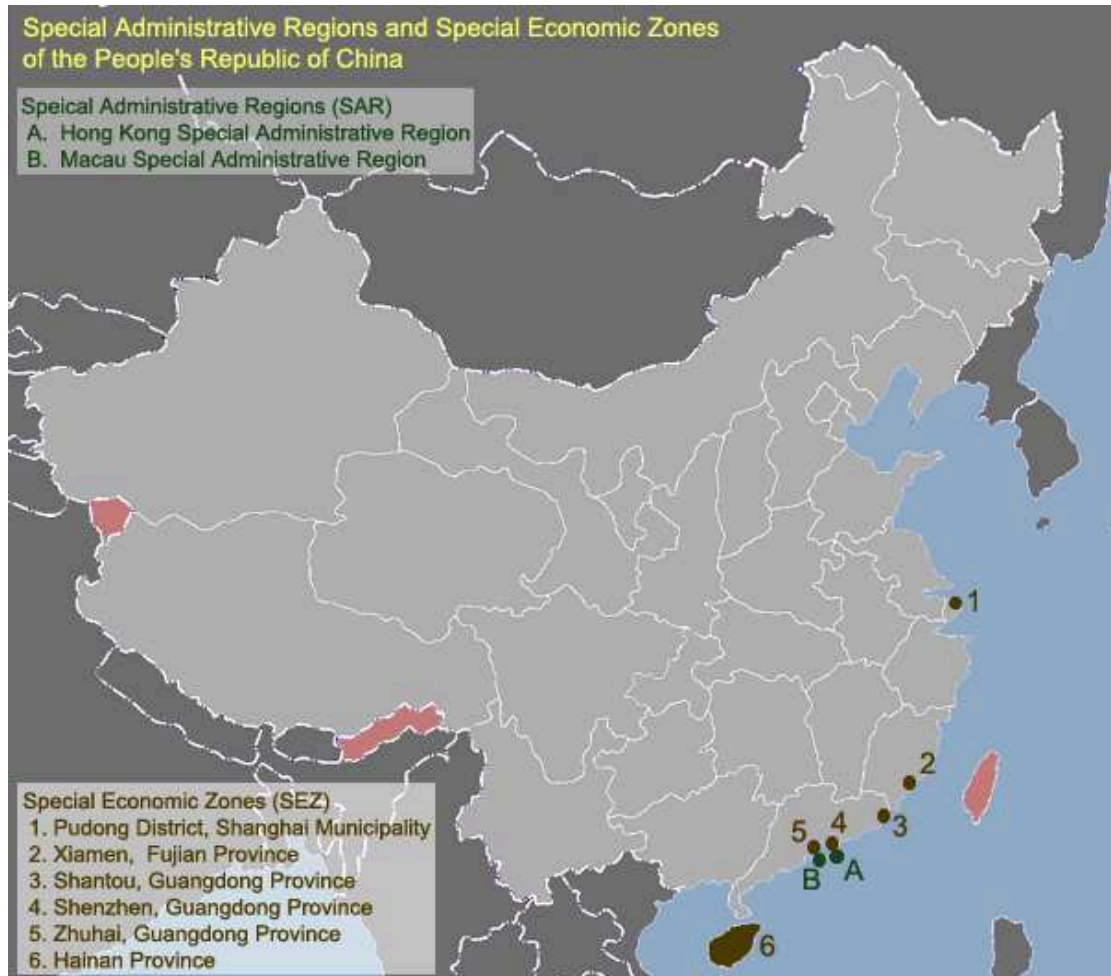 Special Administrative Regions and Special Economic Zones
of the People's Republic of China
Speical Administrative Regions (SAR)
A. Hong Kong Special Administrative Region
B. Macau Special Administrative Region
1
2
3
4
5
A
B
6
Special Economic Zones (SEZ)
1. Pudong District, Shanghai Municipality
2. Xiamen, Fujian Province
3. Shantou, Guangdong Province
4. Shenzhen, Guangdong Province
5. Zhuhai, Guangdong Province
6. Hainan Province